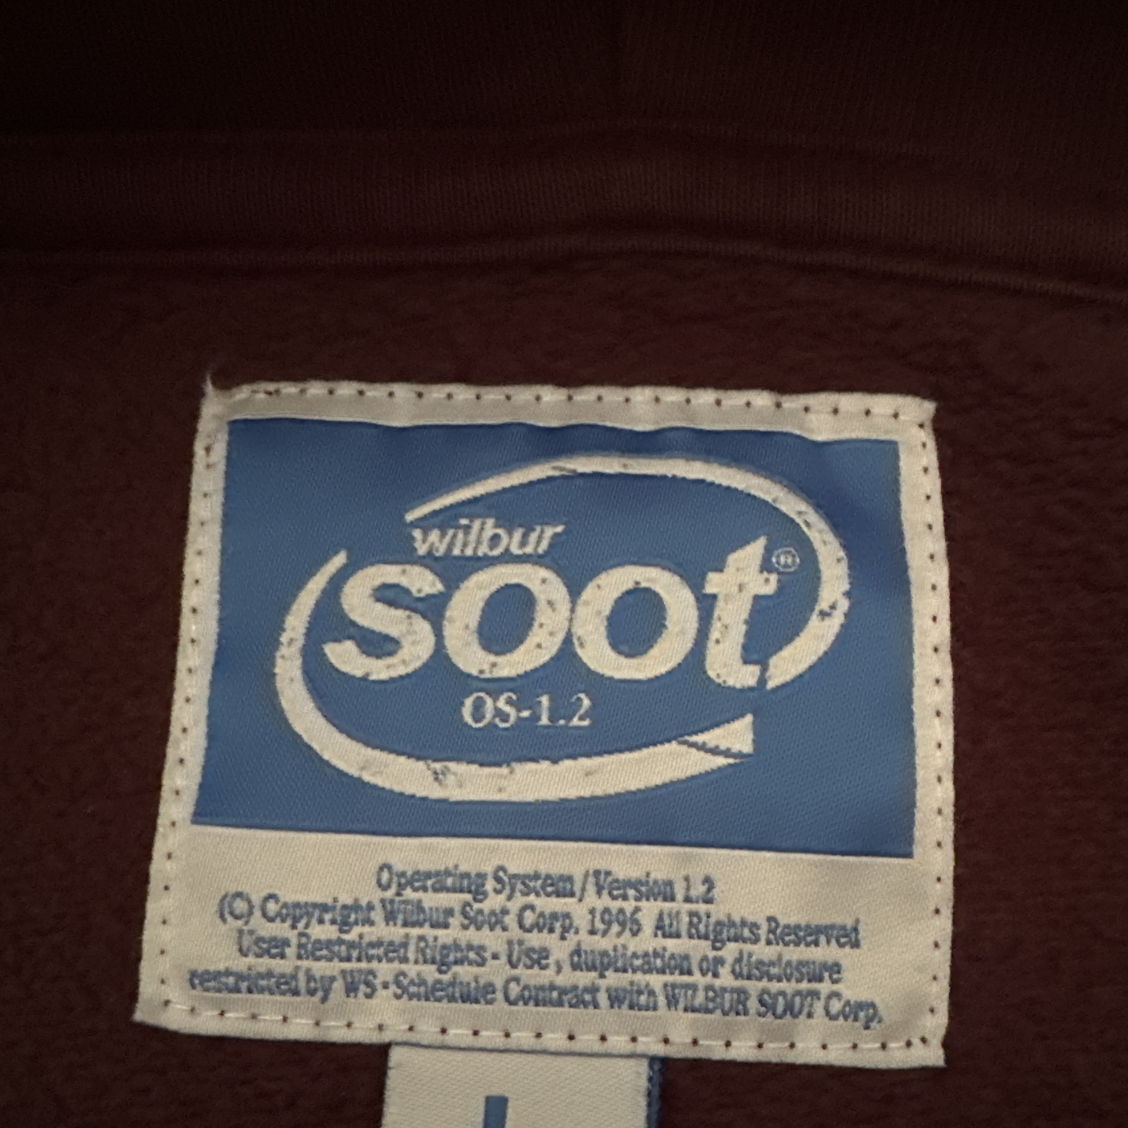 wilbur
soot®
OS-1.2
Operating System/Version 1.2
(C) Copyright Wilbur Soot Corp. 1996 All Rights Reserved
User Restricted Rights - Use, duplication or disclosure
restricted by WS - Schedule Contract with WILBUR SOOT Corp.
L